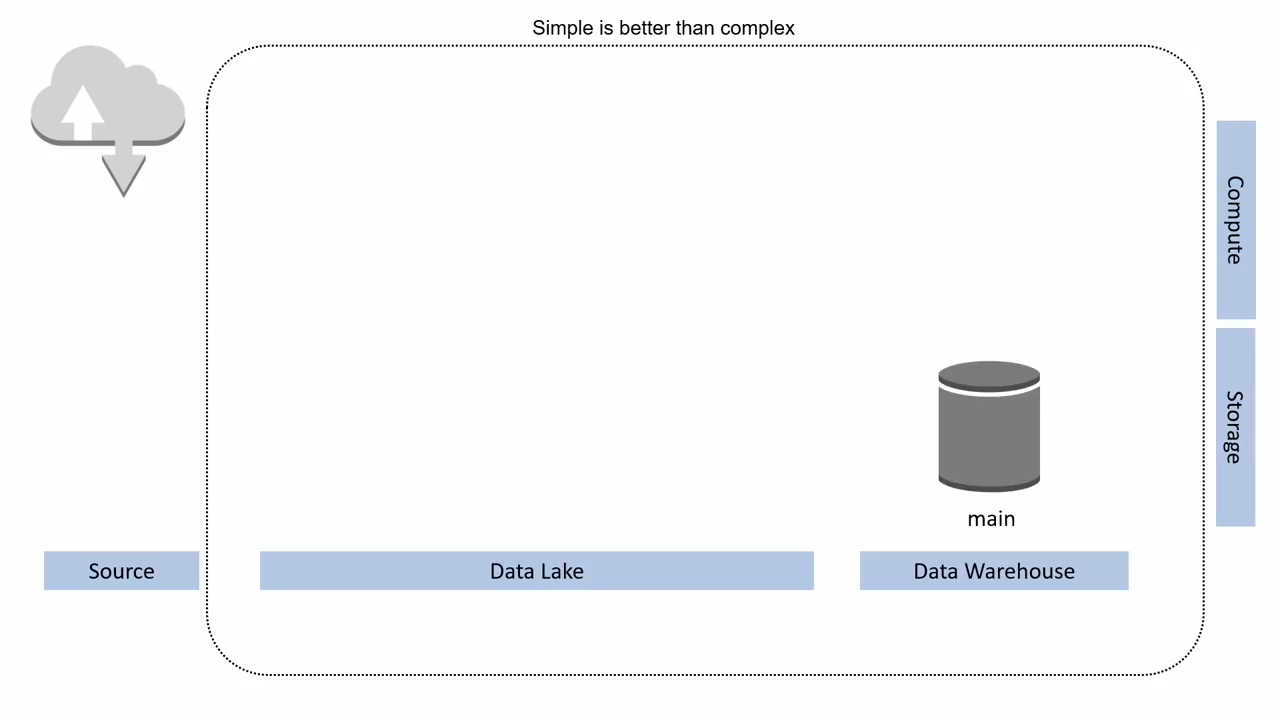 Simple is better than complex
Compute
Storage
main
Source
Data Lake
Data Warehouse